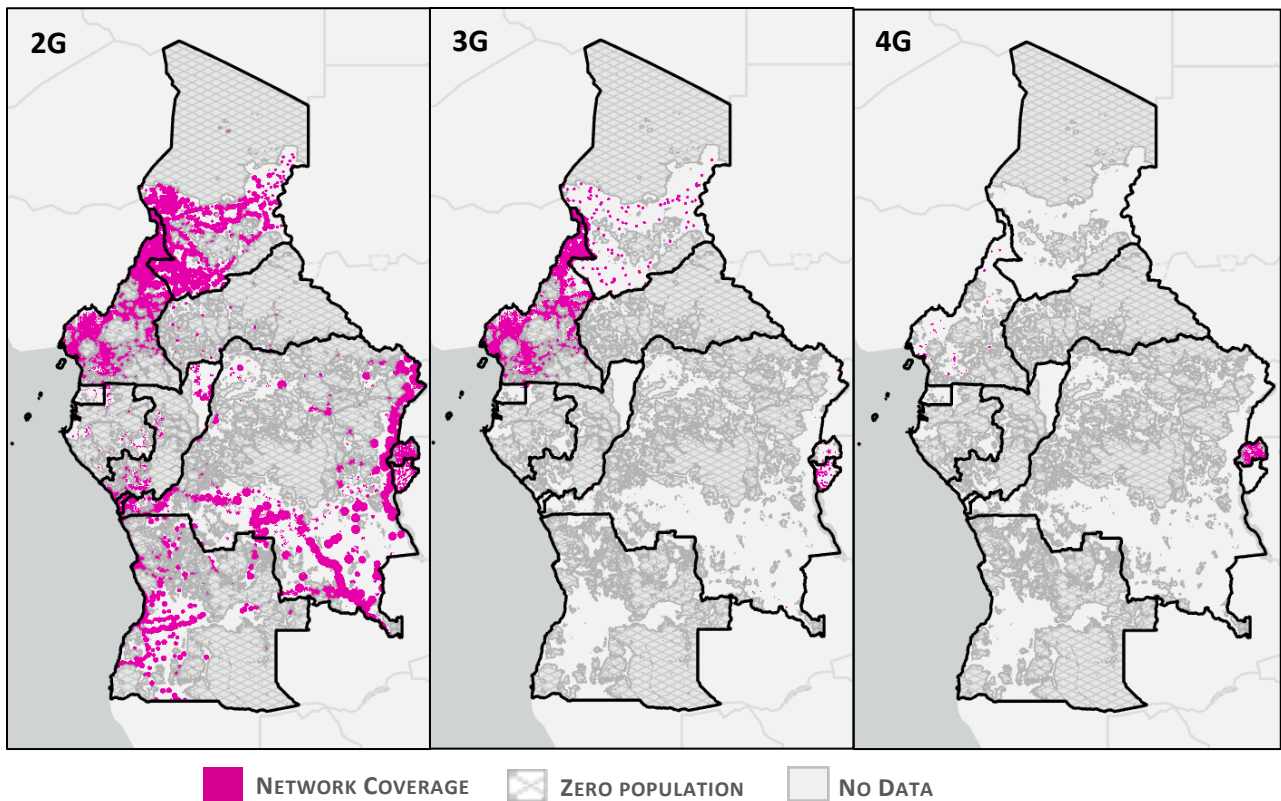 2G
3G
4G
NETWORK COVERAGE
ZERO POPULATION
NO DATA